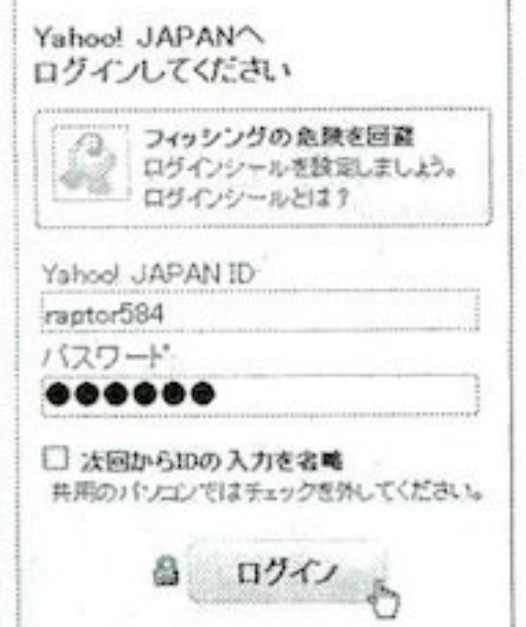 Yahoo! JAPANへ
ログインしてください
フィッシングの危険を回避
ログインシールを設定しましょう。
ログインシールとは？
Yahoo! JAPAN ID
raptor584
パスワード
●●●●●●
次回からIDの入力を省略
共用のパソコンではチェックを外してください。
ログイン